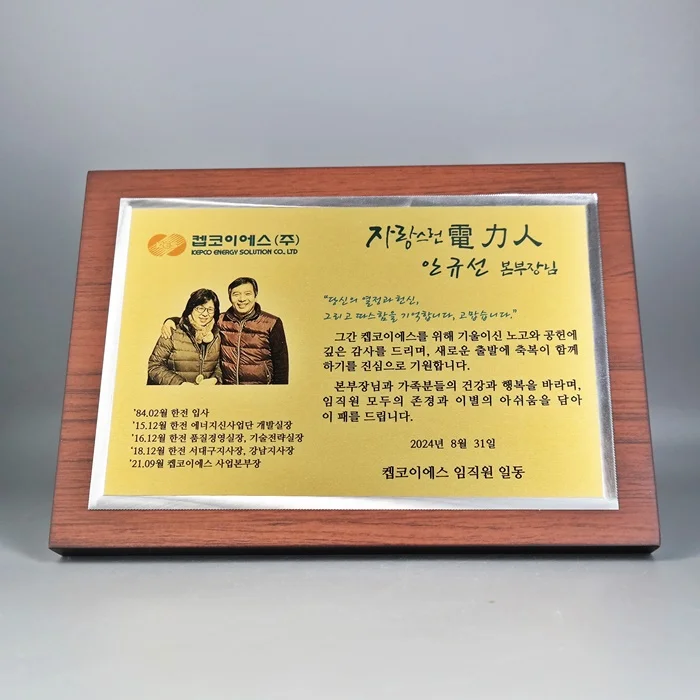 켑코이에스(주)
KEPCO ENERGY SOLUTION CO., LTD
'84.02월 한전 입사
'15.12월 한전 에너지신사업단 개발실장
'16.12월 한전 품질경영실장, 기술전략실장
'18.12월 한전 서대구지사장, 강남지사장
'21.09월 켑코이에스 사업본부장
자랑스런 電力人
안규선 본부장님
"당신의 열정과 헌신,
그리고 따스함을 기억합니다, 고맙습니다."
그간 켑코이에스를 위해 기울이신 노고와 공헌에
깊은 감사를 드리며, 새로운 출발에 축복이 함께
하기를 진심으로 기원합니다.
본부장님과 가족분들의 건강과 행복을 바라며,
임직원 모두의 존경과 이별의 아쉬움을 담아
이 패를 드립니다.
2024년 8월 31일
켑코이에스 임직원 일동